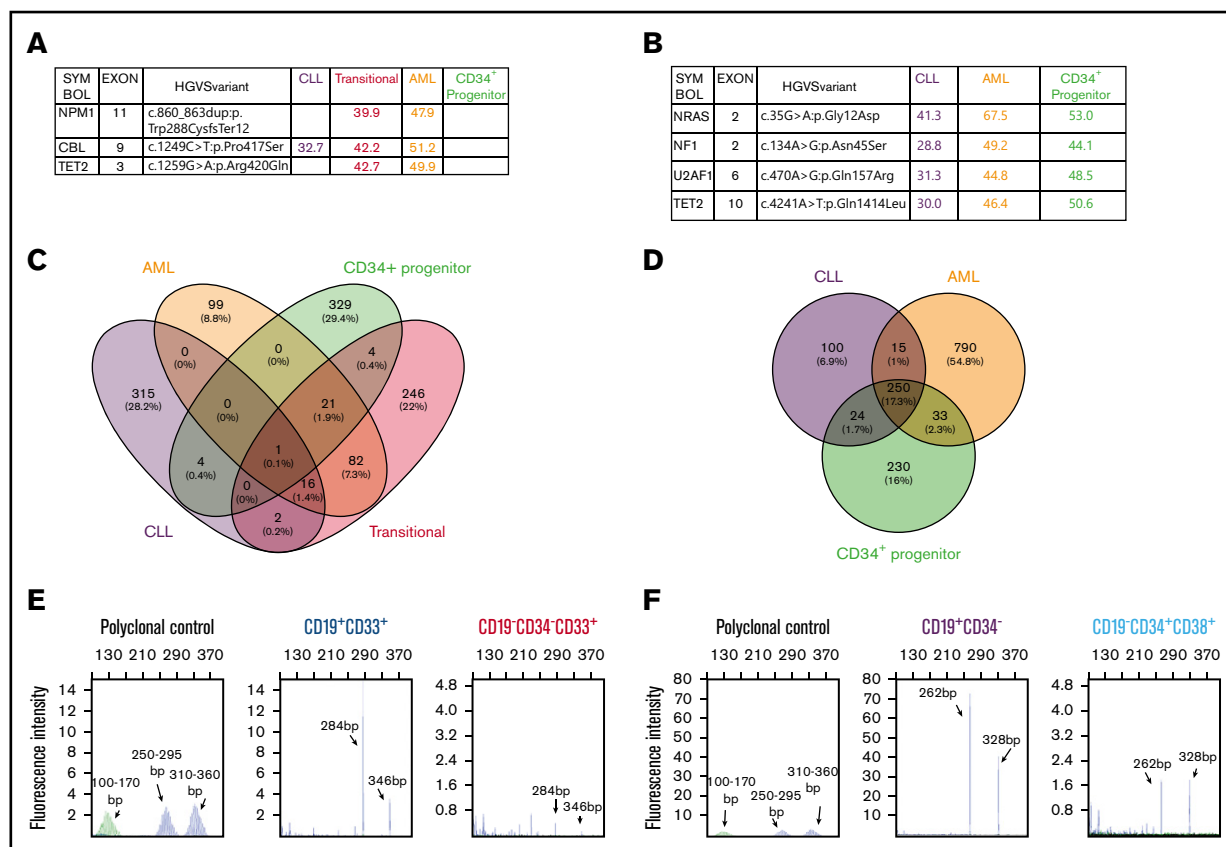 A
SYM BOL EXON HGVSvariant CLL Transitional AML CD34+ Progenitor
NPM1 11 c.860_863dup:p. Trp288CysfsTer12 39.9 47.9
CBL 9 c.1249C>T:p.Pro417Ser 32.7 42.2 51.2
TET2 3 c.1259G>A:p.Arg420Gln 42.7 49.9
B
SYM BOL EXON HGVSvariant CLL AML CD34+ Progenitor
NRAS 2 c.35G>A:p.Gly12Asp 41.3 67.5 53.0
NF1 2 c.134A>G:p.Asn45Ser 28.8 49.2 44.1
U2AF1 6 c.470A>G:p.Gln157Arg 31.3 44.8 48.5
TET2 10 c.4241A>T:p.Gln1414Leu 30.0 46.4 50.6
C
AML CD34+ progenitor
99 329
(8.8%) (29.4%)
0 0 4
(0%) (0%) (0.4%)
315 0 21 246
(28.2%) (0%) (1.9%) (22%)
4 1 82
(0.4%) (0.1%) (7.3%)
0 16
(0%) (1.4%)
2
(0.2%)
CLL Transitional
D
CLL AML
100 15 790
(6.9%) (1%) (54.8%)
250
(17.3%)
24 33
(1.7%) (2.3%)
230
(16%)
CD34+ progenitor
E
Polyclonal control CD19+CD33+ CD19-CD34-CD33+
130 210 290 370 130 210 290 370 130 210 290 370
Fluorescence intensity
14 12 10 8 6 4 2
100-170 bp
250-295 bp
310-360 bp
14 12 10 8 6 4 2
284bp
346bp
4.8 4.0 3.2 2.4 1.6 0.8
284bp
346bp
F
Polyclonal control CD19+CD34- CD19-CD34+CD38+
130 210 290 370 130 210 290 370 130 210 290 370
Fluorescence intensity
80 70 60 50 40 30 20 10
100-170 bp
250-295 bp
310-360 bp
80 70 60 50 40 30 20 10
262bp
328bp
4.8 4.0 3.2 2.4 1.6 0.8
262bp
328bp